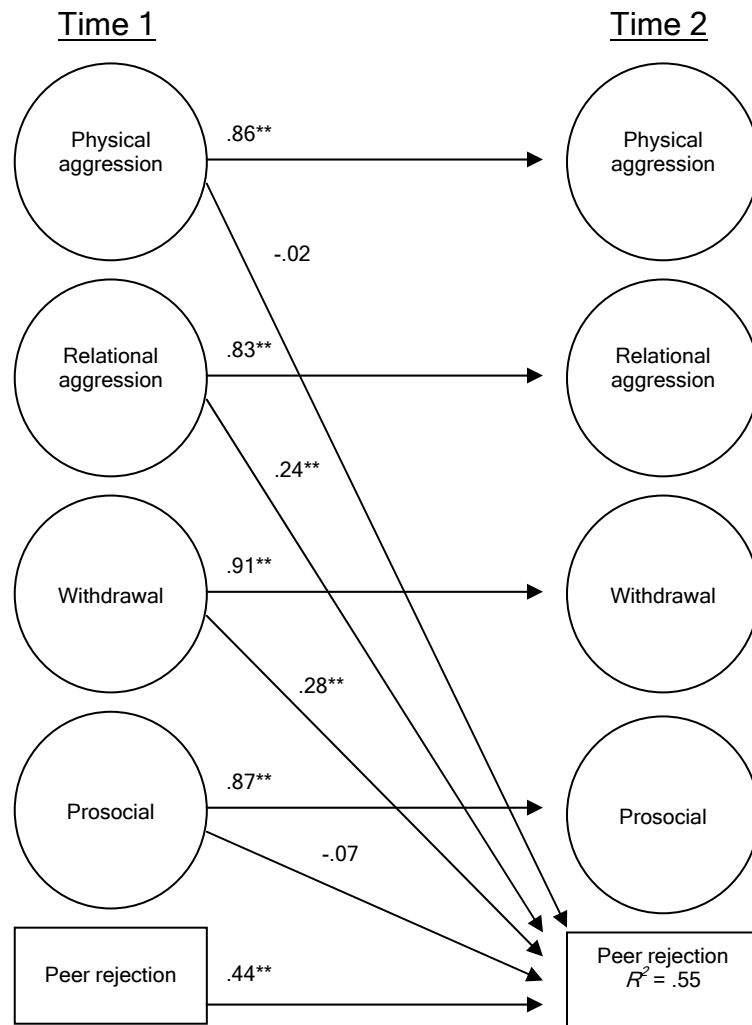 Time 1
Time 2
Physical
aggression
.86**
Physical
aggression
-.02
Relational
aggression
.83**
Relational
aggression
.24**
Withdrawal
.91**
Withdrawal
.28**
Prosocial
.87**
Prosocial
-.07
Peer rejection
.44**
Peer rejection
R² = .55